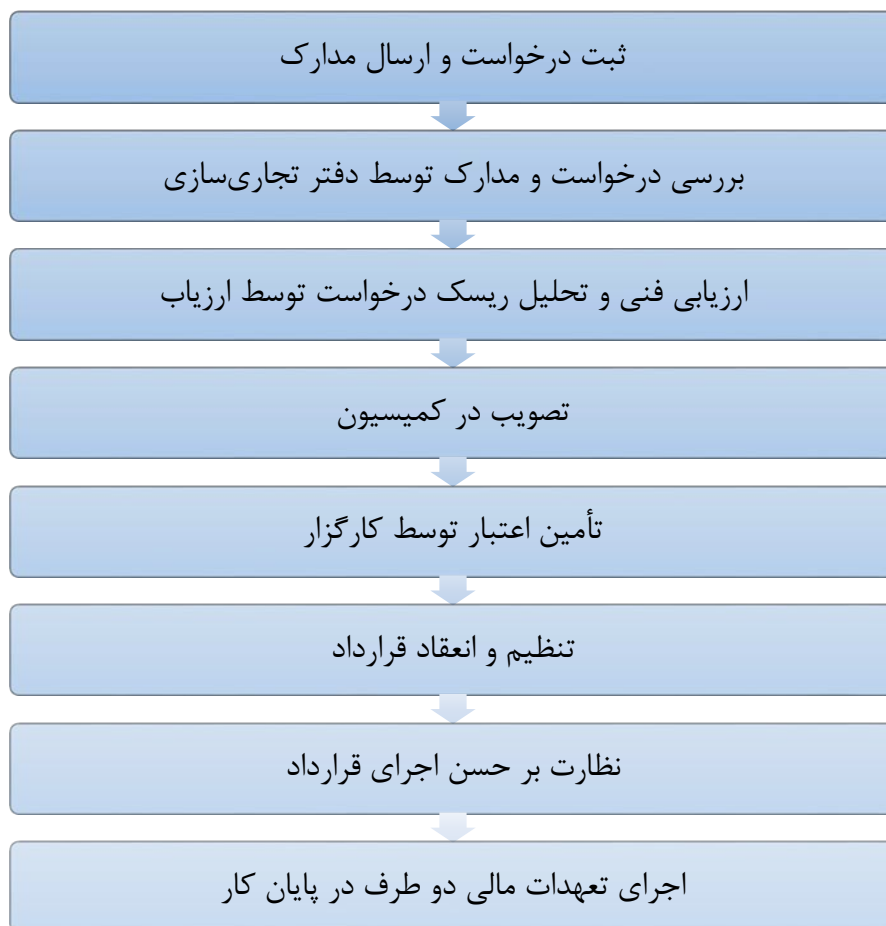 ثبت درخواست و ارسال مدارک
بررسی درخواست و مدارک توسط دفتر تجاری‌سازی
ارزیابی فنی و تحلیل ریسک درخواست توسط ارزیاب
تصویب در کمیسیون
تأمین اعتبار توسط کارگزار
تنظیم و انعقاد قرارداد
نظارت بر حسن اجرای قرارداد
اجرای تعهدات مالی دو طرف در پایان کار